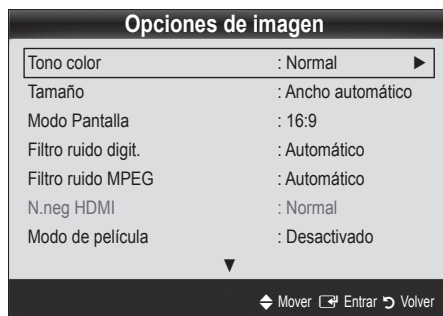 Opciones de imagen
Tono color : Normal ▶
Tamaño : Ancho automático
Modo Pantalla : 16:9
Filtro ruido digit. : Automático
Filtro ruido MPEG : Automático
N.neg HDMI : Normal
Modo de película : Desactivado
▼
Mover Entrar Volver